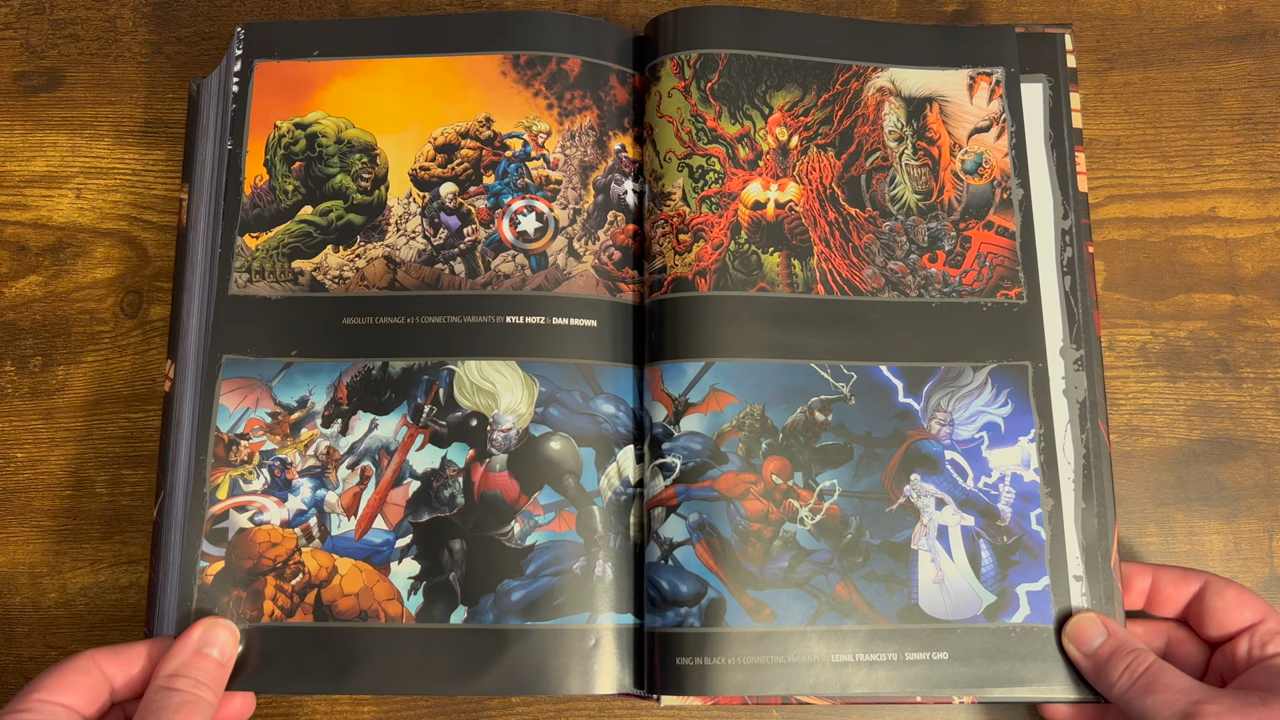 ABSOLUTE CARNAGE #1-5 CONNECTING VARIANTS BY KYLE HOTZ & DAN BROWN
KING IN BLACK #1-5 CONNECTING VARIANTS BY LEINIL FRANCIS YU & SUNNY GHO